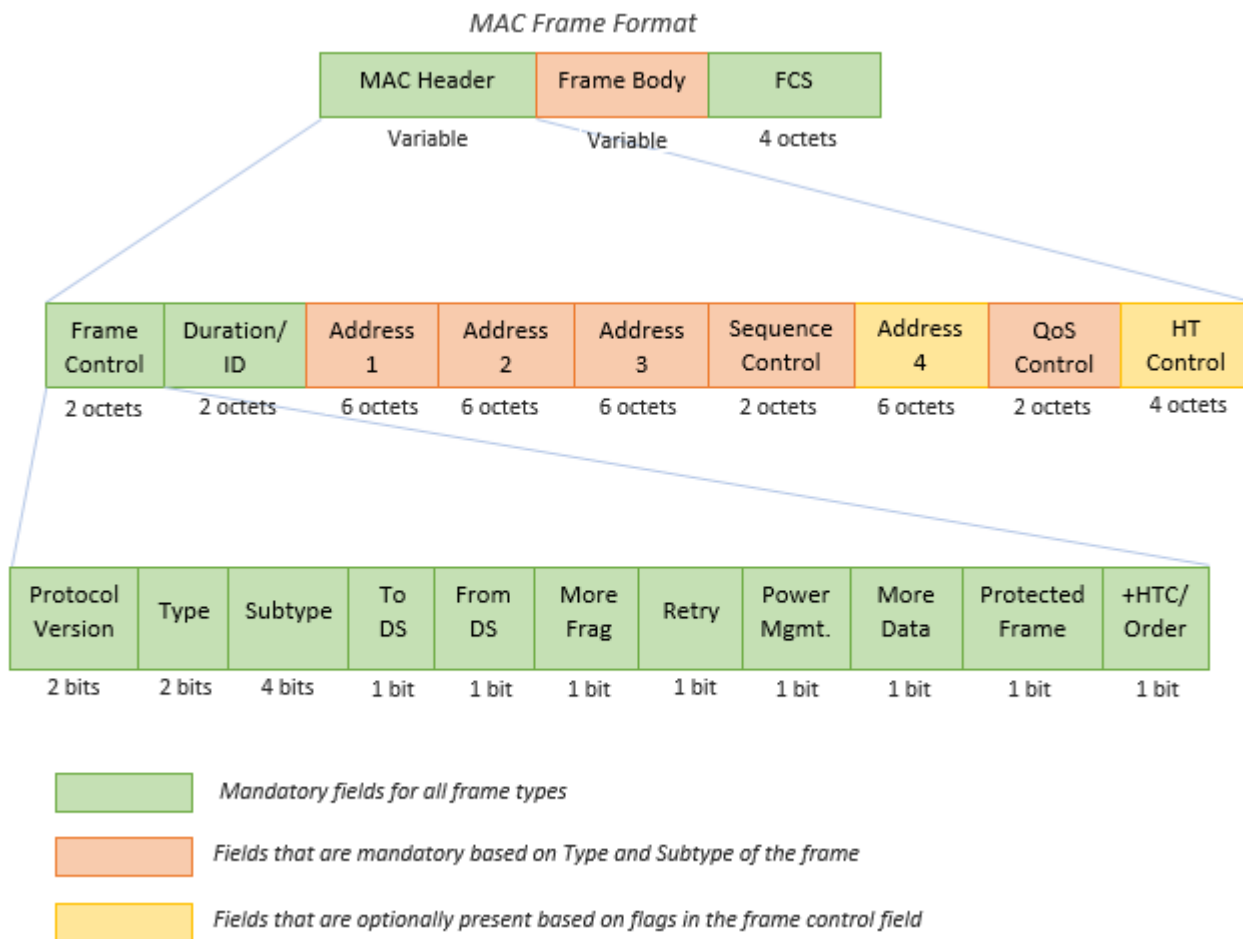 MAC Frame Format
MAC Header Frame Body FCS
Variable Variable 4 octets
Frame Duration/ Address Address Address Sequence Address QoS HT
Control ID 1 2 3 Control 4 Control Control
2 octets 2 octets 6 octets 6 octets 6 octets 2 octets 6 octets 2 octets 4 octets
Protocol Type Subtype To From More Retry Power More Protected +HTC/
Version DS DS Frag Mgmt. Data Frame Order
2 bits 2 bits 4 bits 1 bit 1 bit 1 bit 1 bit 1 bit 1 bit 1 bit 1 bit
Mandatory fields for all frame types
Fields that are mandatory based on Type and Subtype of the frame
Fields that are optionally present based on flags in the frame control field